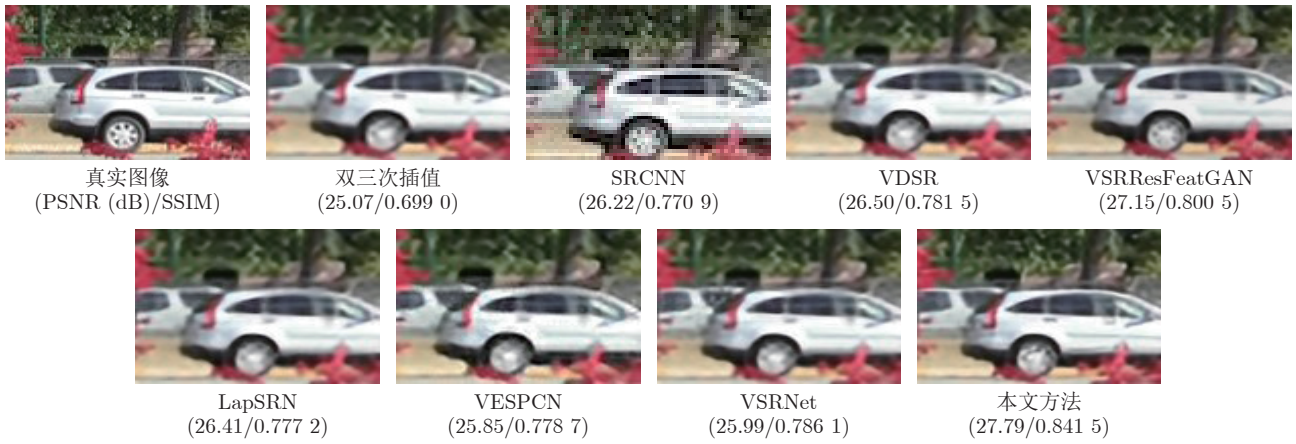 真实图像
(PSNR (dB)/SSIM)
双三次插值
(25.07/0.699 0)
SRCNN
(26.22/0.770 9)
VDSR
(26.50/0.781 5)
VSRResFeatGAN
(27.15/0.800 5)
LapSRN
(26.41/0.777 2)
VESPCN
(25.85/0.778 7)
VSRNet
(25.99/0.786 1)
本文方法
(27.79/0.841 5)